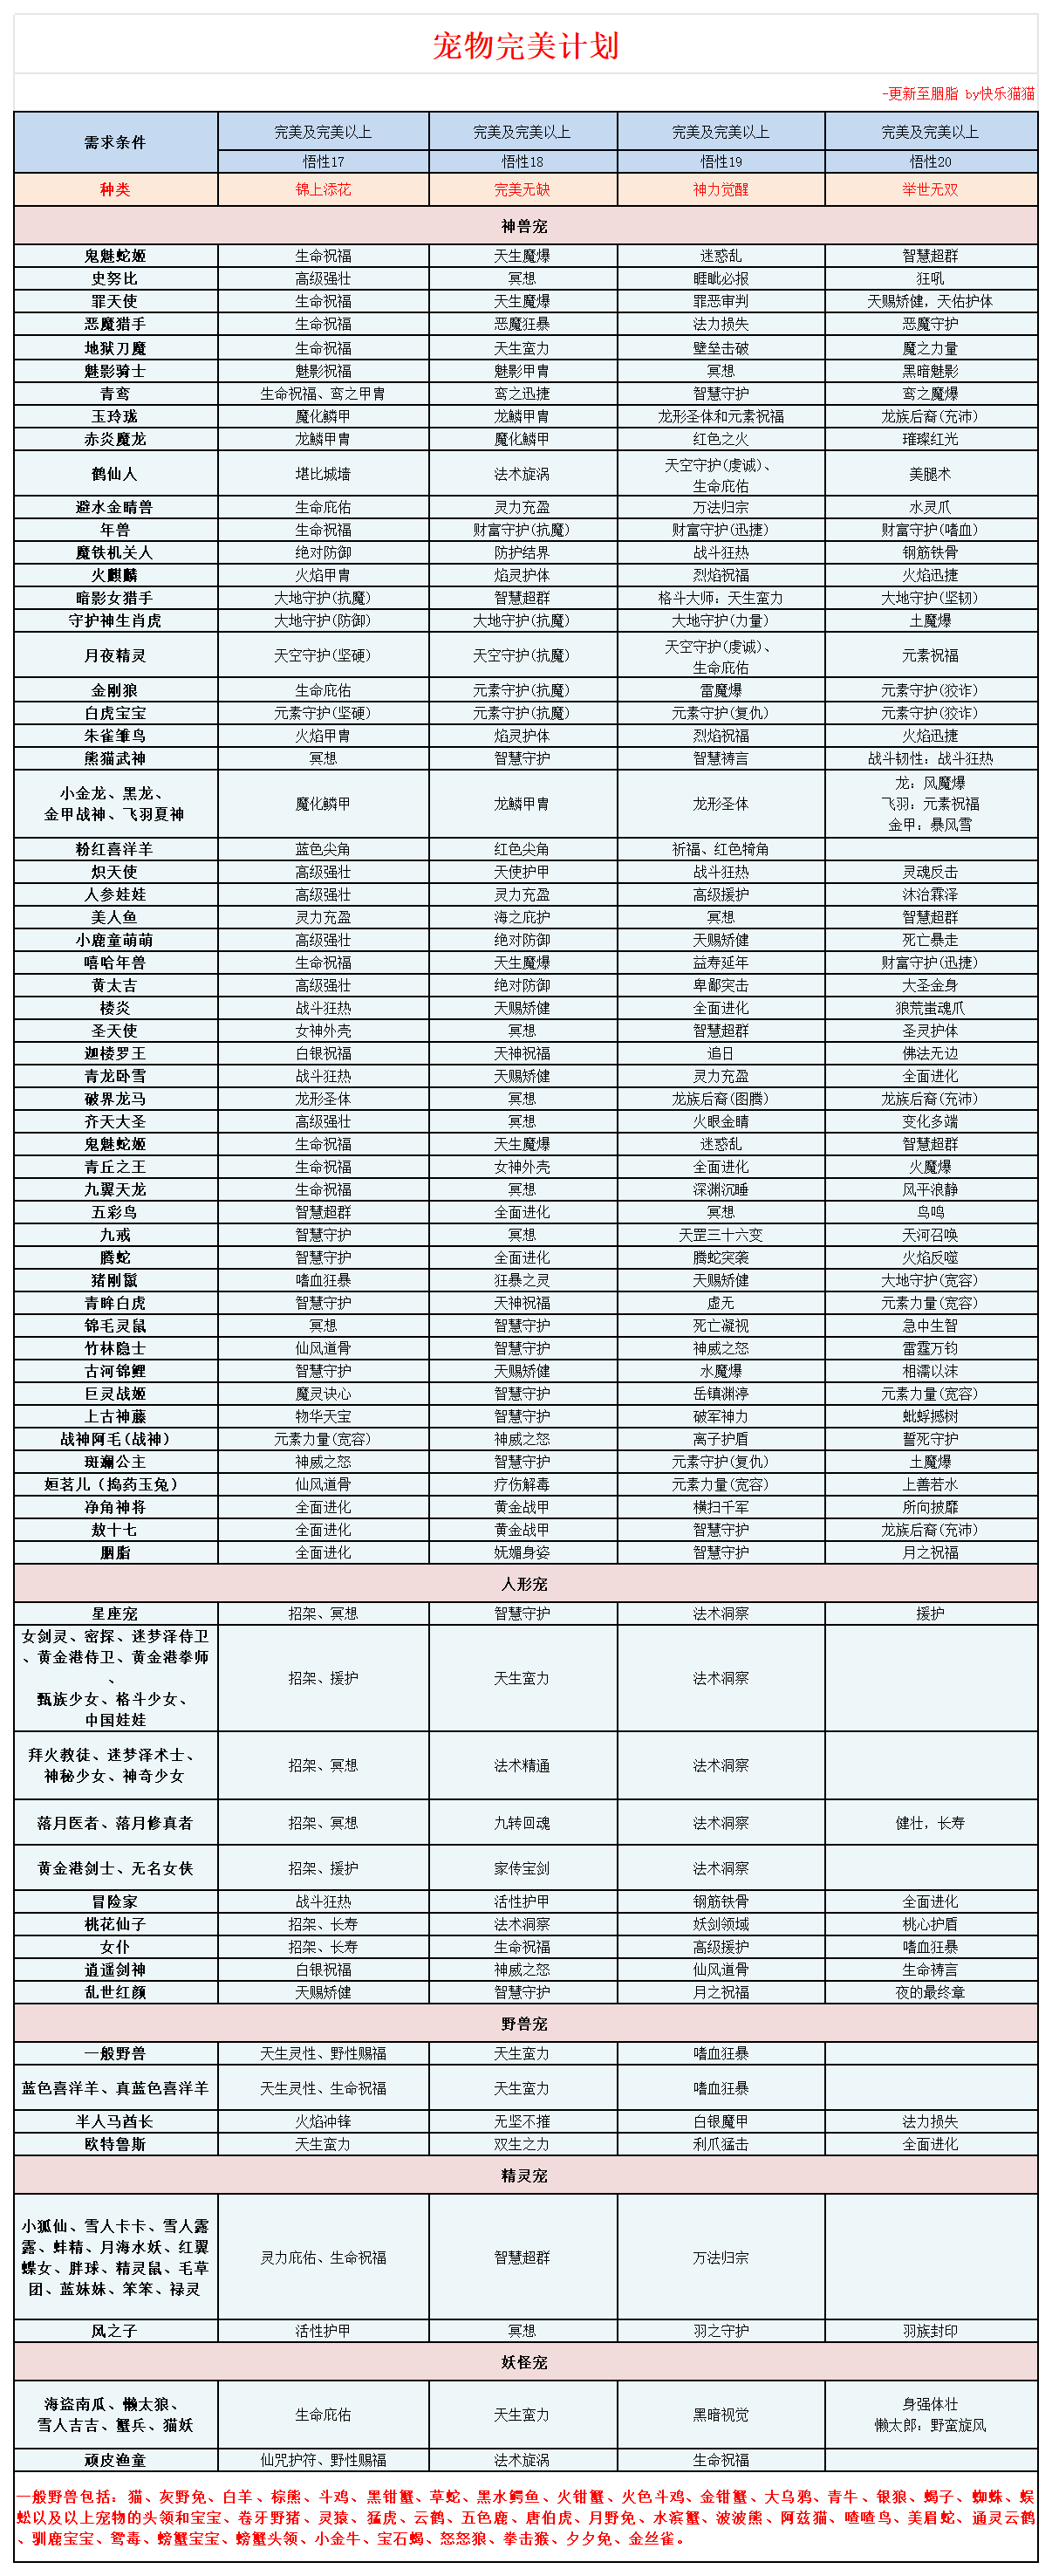 宠物完美计划
-更新至胭脂 by快乐猫猫
需求条件 完美及完美以上 完美及完美以上 完美及完美以上 完美及完美以上
悟性17 悟性18 悟性19 悟性20
种类 锦上添花 完美无缺 神力觉醒 举世无双
神兽宠
鬼魅蛇姬 生命祝福 天生魔爆 迷惑乱 智慧超群
史努比 高级强壮 冥想 睚眦必报 狂吼
罪天使 生命祝福 天生魔爆 罪恶审判 天赐矫健，天佑护体
恶魔猎手 生命祝福 恶魔狂暴 法力损失 恶魔守护
地狱刀魔 生命祝福 天生蛮力 壁垒击破 魔之力量
魅影骑士 魅影祝福 魅影甲胄 冥想 黑暗魅影
青鸾 生命祝福、鸾之甲胄 鸾之迅捷 智慧守护 鸾之魔爆
玉玲珑 魔化鳞甲 龙鳞甲胄 龙形圣体和元素祝福 龙族后裔(充沛)
赤炎魔龙 龙鳞甲胄 魔化鳞甲 红色之火 璀璨红光
鹤仙人 堪比城墙 法术旋涡 天空守护(虔诚)、
生命庇佑 美腿术
避水金晴兽 生命庇佑 灵力充盈 万法归宗 水灵爪
年兽 生命祝福 财富守护(抗魔) 财富守护(迅捷) 财富守护(嗜血)
魔铁机关人 绝对防御 防护结界 战斗狂热 钢筋铁骨
火麒麟 火焰甲胄 焰灵护体 烈焰祝福 火焰迅捷
暗影女猎手 大地守护(抗魔) 智慧超群 格斗大师：天生蛮力 大地守护(坚韧)
守护神生肖虎 大地守护(防御) 大地守护(抗魔) 大地守护(力量) 土魔爆
月夜精灵 天空守护(坚硬) 天空守护(抗魔) 天空守护(虔诚)、
生命庇佑 元素祝福
金刚狼 生命庇佑 元素守护(抗魔) 雷魔爆 元素守护(狡诈)
白虎宝宝 元素守护(坚硬) 元素守护(抗魔) 元素守护(复仇) 元素守护(狡诈)
朱雀雏鸟 火焰甲胄 焰灵护体 烈焰祝福 火焰迅捷
熊猫武神 冥想 智慧守护 智慧祷言 战斗韧性：战斗狂热
小金龙、黑龙、
金甲战神、飞羽夏神 魔化鳞甲 龙鳞甲胄 龙形圣体 龙：风魔爆
飞羽：元素祝福
金甲：暴风雪
粉红喜洋羊 蓝色尖角 红色尖角 祈福、红色犄角
炽天使 高级强壮 天使护甲 战斗狂热 灵魂反击
人参娃娃 高级强壮 灵力充盈 高级援护 沐治霖泽
美人鱼 灵力充盈 海之庇护 冥想 智慧超群
小鹿童萌萌 高级强壮 绝对防御 天赐矫健 死亡暴走
嘻哈年兽 生命祝福 天生魔爆 益寿延年 财富守护(迅捷)
黄太吉 高级强壮 绝对防御 卑鄙突击 大圣金身
楼炎 战斗狂热 天赐矫健 全面进化 狼荒蚩魂爪
圣天使 女神外壳 冥想 智慧超群 圣灵护体
迦楼罗王 白银祝福 天神祝福 追日 佛法无边
青龙卧雪 战斗狂热 天赐矫健 灵力充盈 全面进化
破界龙马 龙形圣体 冥想 龙族后裔(图腾) 龙族后裔(充沛)
齐天大圣 高级强壮 冥想 火眼金睛 变化多端
鬼魅蛇姬 生命祝福 天生魔爆 迷惑乱 智慧超群
青丘之王 生命祝福 女神外壳 全面进化 火魔爆
九翼天龙 生命祝福 冥想 深渊沉睡 风平浪静
五彩鸟 智慧超群 全面进化 冥想 鸟鸣
九戒 智慧守护 冥想 天罡三十六变 天河召唤
腾蛇 智慧守护 全面进化 腾蛇突袭 火焰反噬
猪刚鬣 嗜血狂暴 狂暴之灵 天赐矫健 大地守护(宽容)
青眸白虎 智慧守护 天神祝福 虚无 元素力量(宽容)
锦毛灵鼠 冥想 智慧守护 死亡凝视 急中生智
竹林隐士 仙风道骨 智慧守护 神威之怒 雷霆万钧
古河锦鲤 智慧守护 天赐矫健 水魔爆 相濡以沫
巨灵战姬 魔灵诀心 智慧守护 岳镇渊渟 元素力量(宽容)
上古神藤 物华天宝 智慧守护 破军神力 蚍蜉撼树
战神阿毛(战神) 元素力量(宽容) 神威之怒 离子护盾 誓死守护
斑斓公主 神威之怒 智慧守护 元素守护(复仇) 土魔爆
姮茗儿（捣药玉兔） 仙风道骨 疗伤解毒 元素力量(宽容) 上善若水
净角神将 全面进化 黄金战甲 横扫千军 所向披靡
敖十七 全面进化 黄金战甲 智慧守护 龙族后裔(充沛)
胭脂 全面进化 妩媚身姿 智慧守护 月之祝福
人形宠
星座宠 招架、冥想 智慧守护 法术洞察 援护
女剑灵、密探、迷梦泽侍卫
、黄金港侍卫、黄金港拳师
、
甄族少女、格斗少女、
中国娃娃 招架、援护 天生蛮力 法术洞察
拜火教徒、迷梦泽术士、
神秘少女、神奇少女 招架、冥想 法术精通 法术洞察
落月医者、落月修真者 招架、冥想 九转回魂 法术洞察 健壮，长寿
黄金港剑士、无名女侠 招架、援护 家传宝剑 法术洞察
冒险家 战斗狂热 活性护甲 钢筋铁骨 全面进化
桃花仙子 招架、长寿 法术洞察 妖剑领域 桃心护盾
女仆 招架、长寿 生命祝福 高级援护 嗜血狂暴
逍遥剑神 白银祝福 神威之怒 仙风道骨 生命祷言
乱世红颜 天赐矫健 智慧守护 月之祝福 夜的最终章
野兽宠
一般野兽 天生灵性、野性赐福 天生蛮力 嗜血狂暴
蓝色喜洋羊、真蓝色喜洋羊 天生灵性、生命祝福 天生蛮力 嗜血狂暴
半人马酋长 火焰冲锋 无坚不摧 白银魔甲 法力损失
欧特鲁斯 天生蛮力 双生之力 利爪猛击 全面进化
精灵宠
小狐仙、雪人卡卡、雪人露
露、蚌精、月海水妖、红翼
蝶女、胖球、精灵鼠、毛草
团、蓝妹妹、笨笨、禄灵 灵力庇佑、生命祝福 智慧超群 万法归宗
风之子 活性护甲 冥想 羽之守护 羽族封印
妖怪宠
海盗南瓜、懒太狼、
雪人吉吉、蟹兵、猫妖 生命庇佑 天生蛮力 黑暗视觉 身强体壮
懒太郎：野蛮旋风
顽皮渔童 仙咒护符、野性赐福 法术旋涡 生命祝福
一般野兽包括：猫、灰野免、白羊、棕熊、斗鸡、黑钳蟹、草蛇、黑水鳄鱼、火钳蟹、火色斗鸡、金钳蟹、大乌鸦、青牛、银狼、蝎子、蜘蛛、蜈
蚣以及以上宠物的头领和宝宝、卷牙野猪、灵猿、猛虎、云鹤、五色鹿、唐伯虎、月野免、水滨蟹、波波熊、阿兹猫、喳喳鸟、美眉蛇、通灵云鹤
、驯鹿宝宝、鸳毒、螃蟹宝宝、螃蟹头领、小金牛、宝石蝎、怒怒狼、拳击猴、夕夕免、金丝雀。